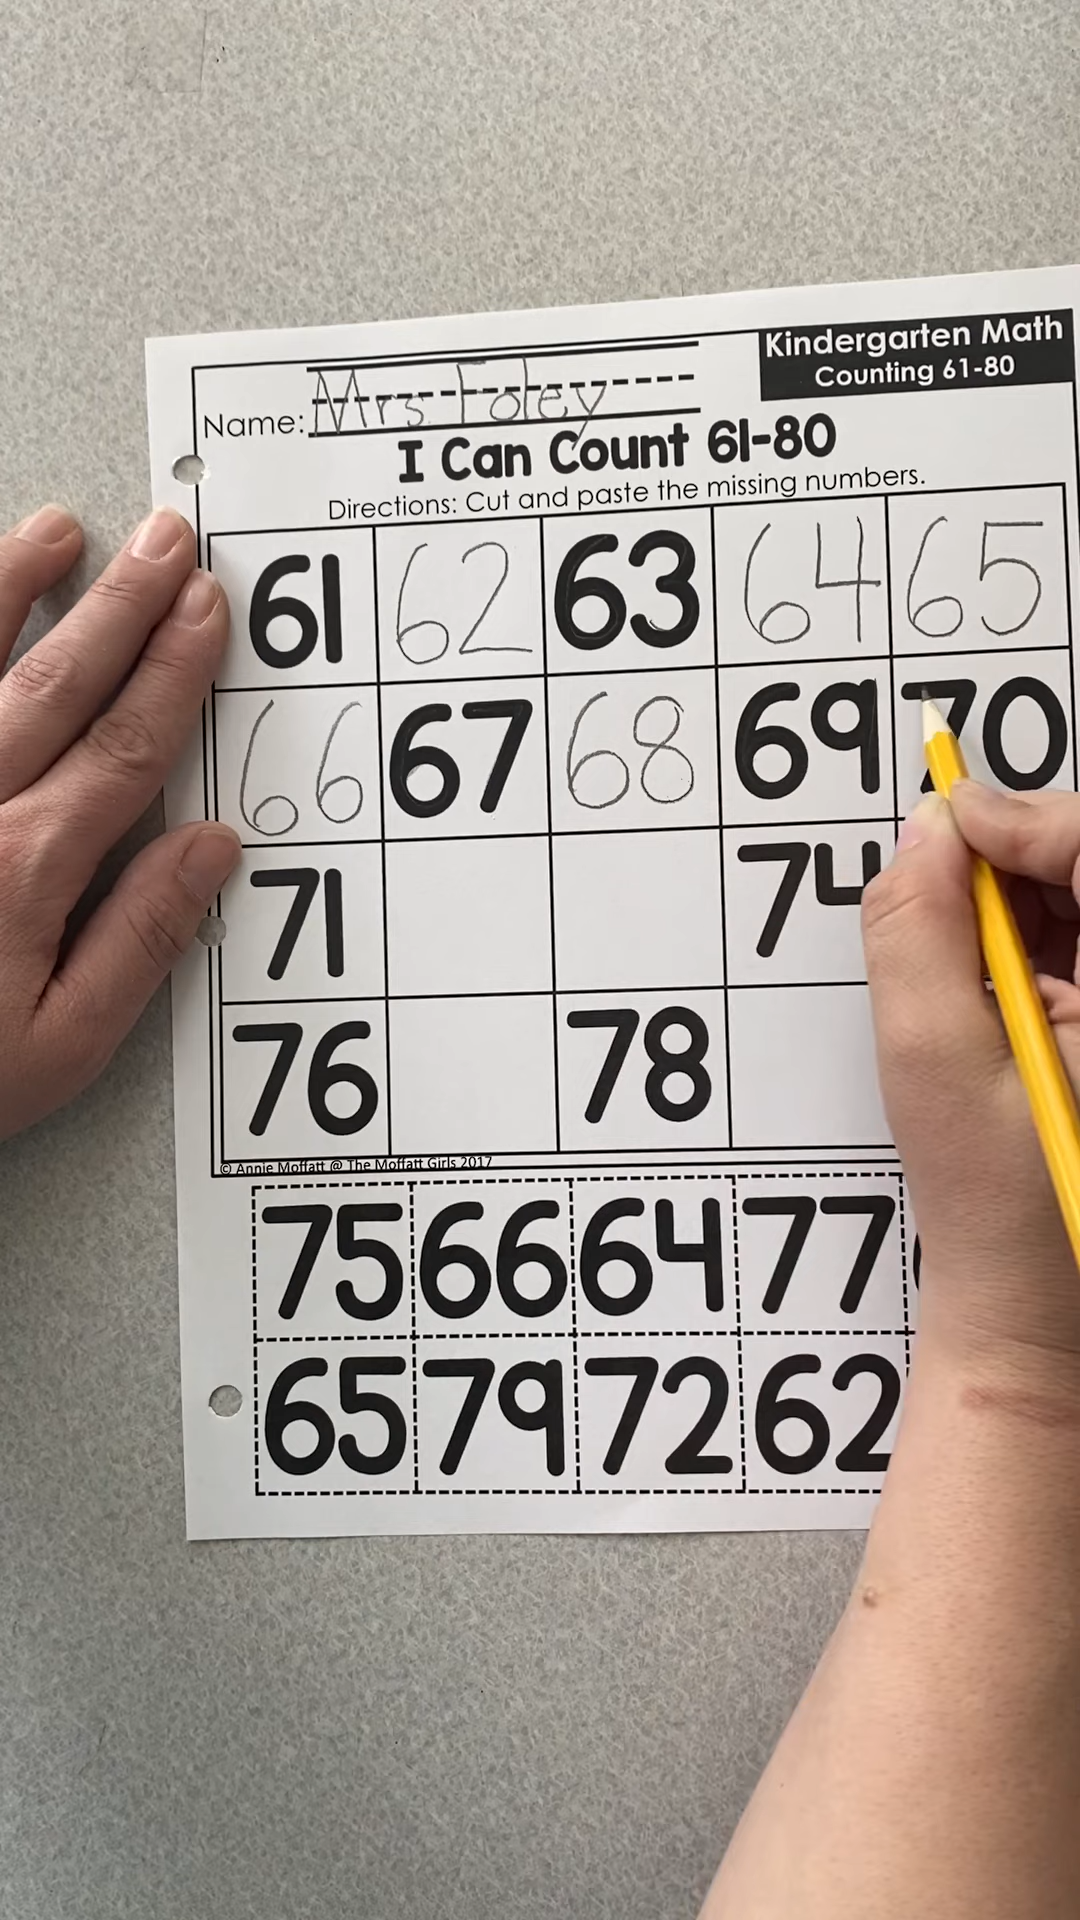 Kindergarten Math
Counting 61-80
Name: Mrs. Foley
I Can Count 61-80
Directions: Cut and paste the missing numbers.
61 62 63 64 65
66 67 68 69 70
71 74
76 78
© Annie Moffatt @ The Moffatt Girls 2017
75 66 64 77
65 79 72 62